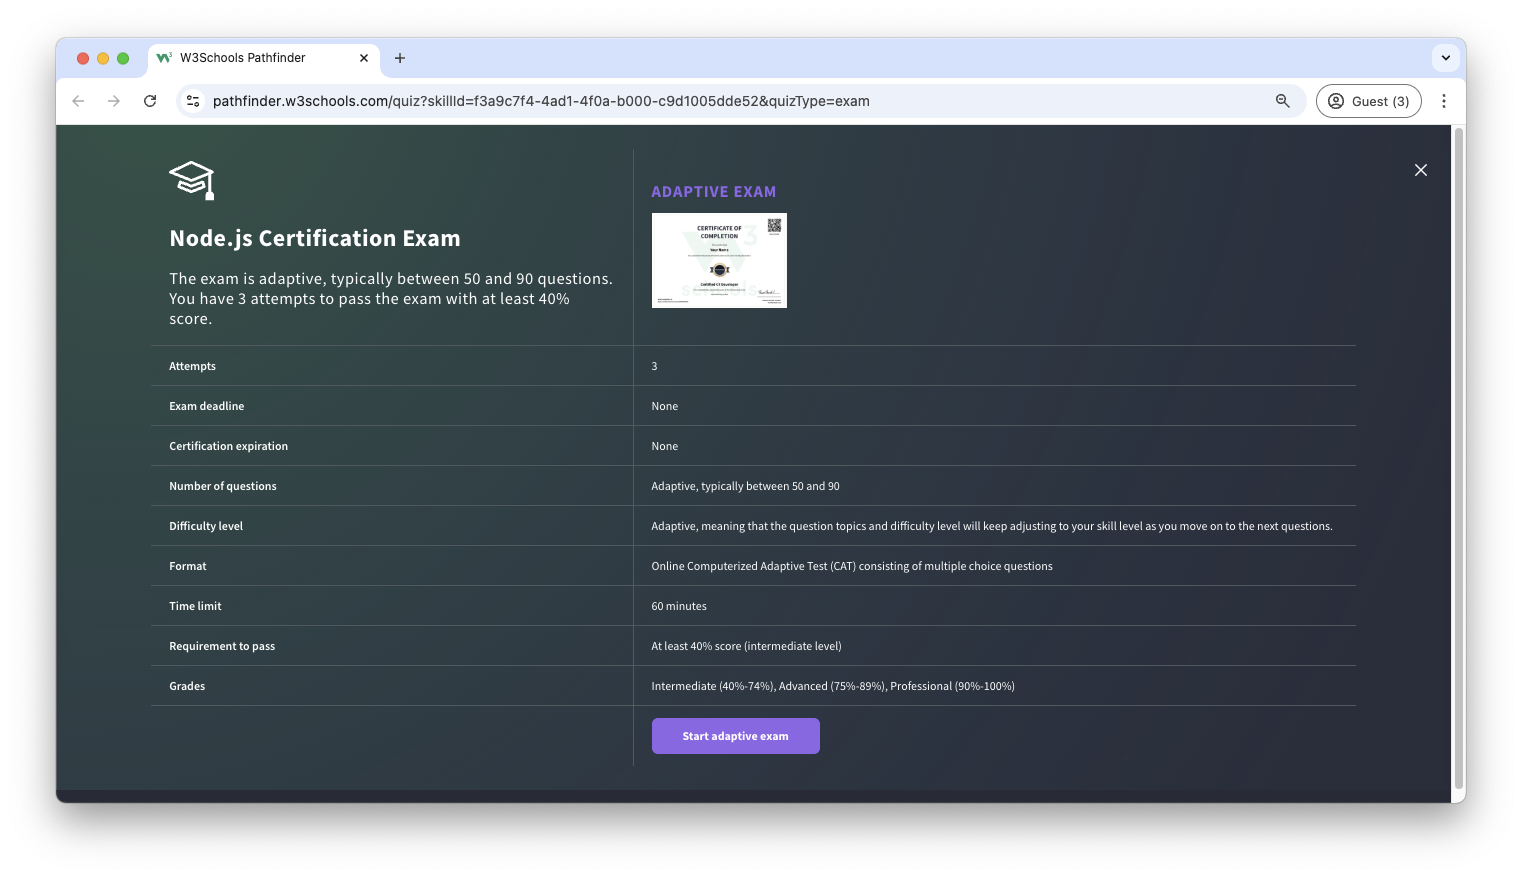 W3Schools Pathfinder
pathfinder.w3schools.com/quiz?skillId=f3a9c7f4-4ad1-4f0a-b000-c9d1005dde52&quizType=exam
Guest (3)
Node.js Certification Exam
The exam is adaptive, typically between 50 and 90 questions.
You have 3 attempts to pass the exam with at least 40%
score.
ADAPTIVE EXAM
CERTIFICATE OF
COMPLETION
Your Name
Attempts
3
Exam deadline
None
Certification expiration
None
Number of questions
Adaptive, typically between 50 and 90
Difficulty level
Adaptive, meaning that the question topics and difficulty level will keep adjusting to your skill level as you move on to the next questions.
Format
Online Computerized Adaptive Test (CAT) consisting of multiple choice questions
Time limit
60 minutes
Requirement to pass
At least 40% score (intermediate level)
Grades
Intermediate (40%-74%), Advanced (75%-89%), Professional (90%-100%)
Start adaptive exam